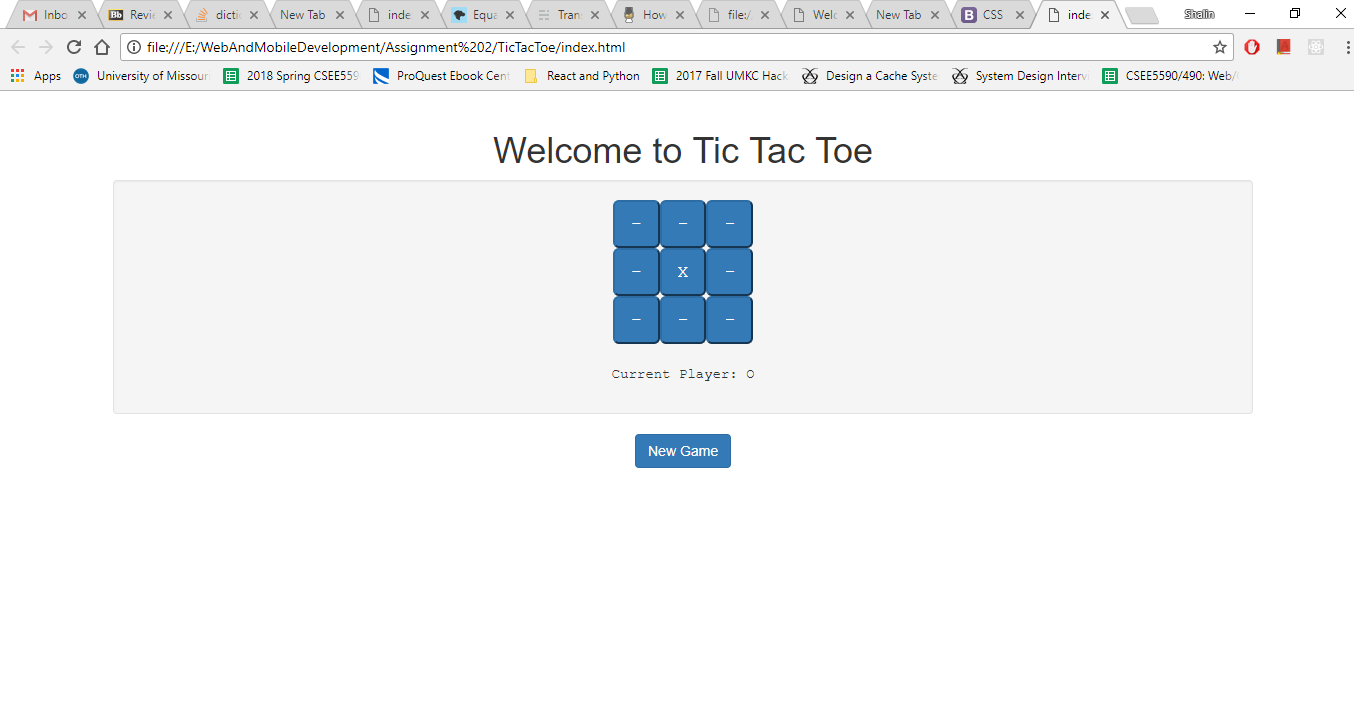 Inbo Revie dictio New Tab inde Equa Tran How file:/ Welc New Tab CSS inde Shalin
file:///E:/WebAndMobileDevelopment/Assignment%202/TicTacToe/index.html
Apps University of Missour 2018 Spring CSEE559 ProQuest Ebook Cent React and Python 2017 Fall UMKC Hack Design a Cache Syste System Design Interv CSEE5590/490: Web/
Welcome to Tic Tac Toe
- - -
- X -
- - -
Current Player: O
New Game